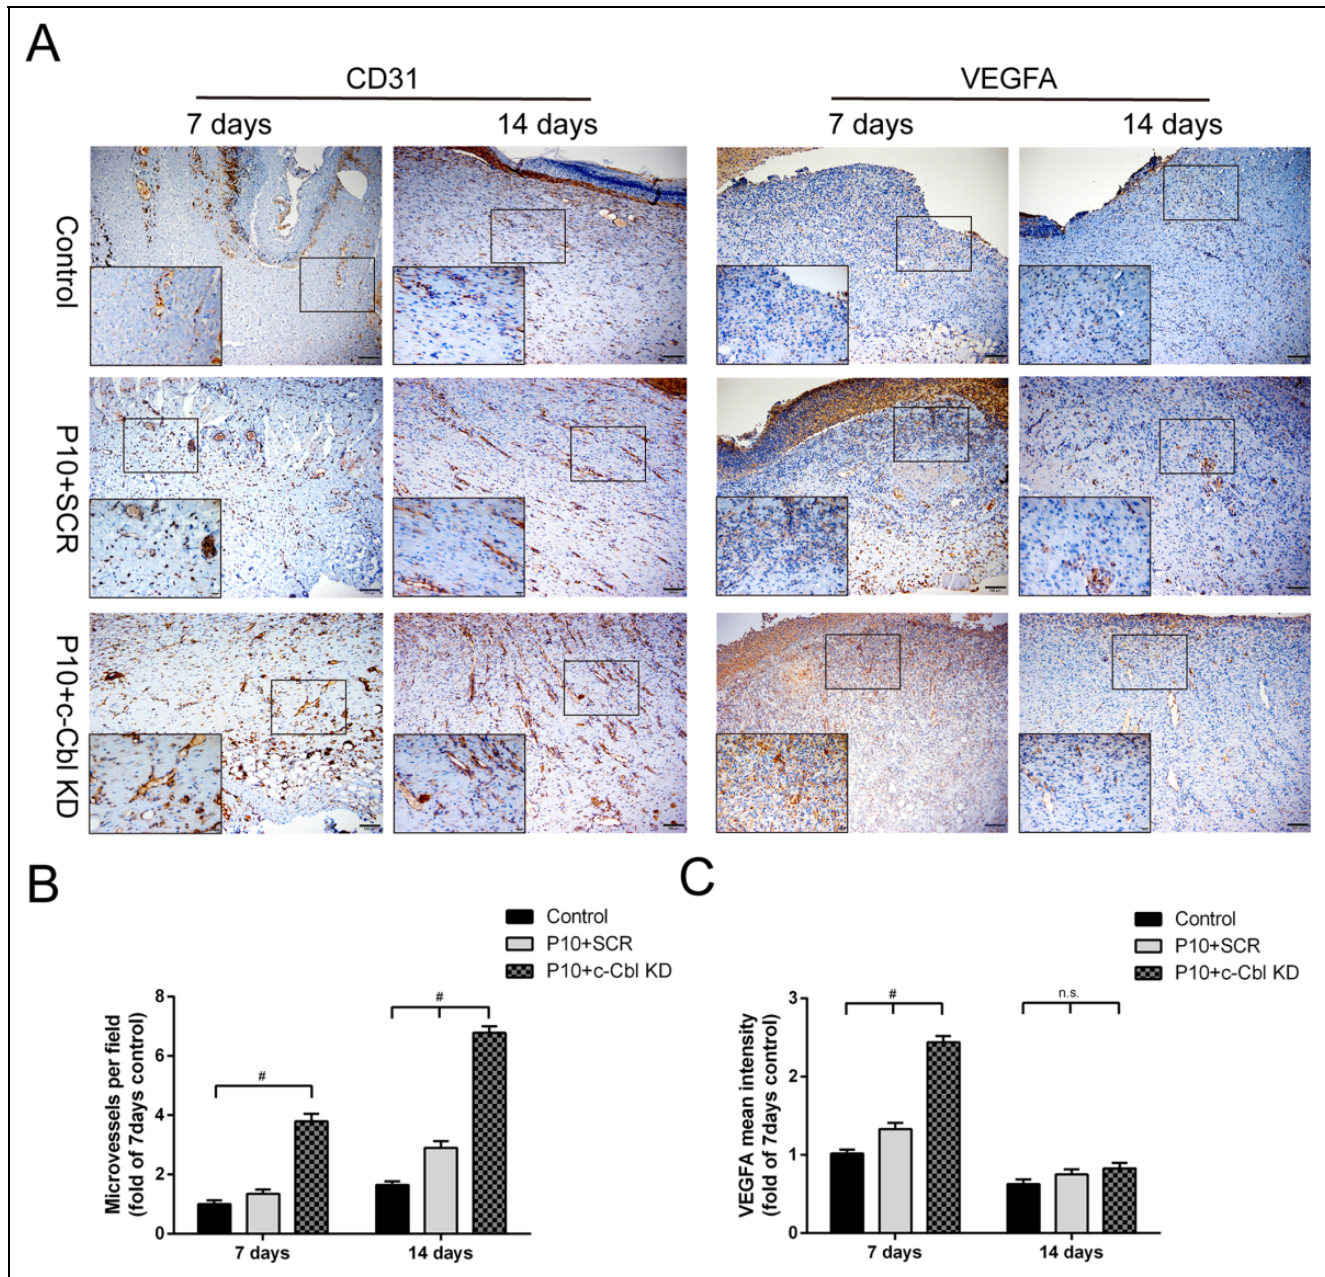 A
CD31
VEGFA
7 days
14 days
7 days
14 days
Control
P10+SCR
P10+c-Cbl KD
B
Control
P10+SCR
P10+c-Cbl KD
Microvessels per field
(fold of 7days control)
8
6
4
2
0
#
#
7 days
14 days
C
Control
P10+SCR
P10+c-Cbl KD
VEGFA mean intensity
(fold of 7days control)
3
2
1
0
#
n.s.
7 days
14 days